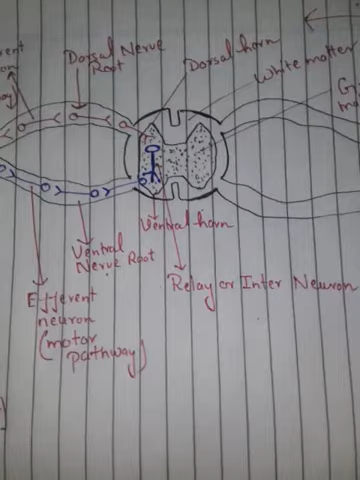 Dorsal Nerve
Root
Dorsal horn
White matter
Ventral horn
Ventral
Nerve Root
Relay or Inter Neuron
Efferent
neuron
(motor
pathway)